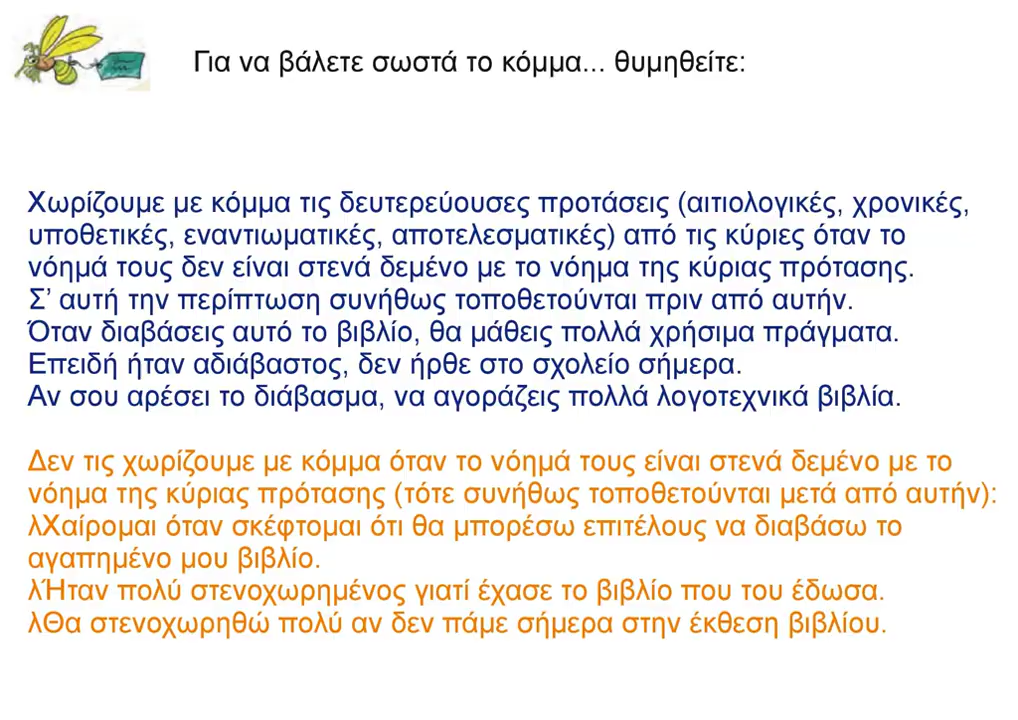 Για να βάλετε σωστά το κόμμα... θυμηθείτε:
Χωρίζουμε με κόμμα τις δευτερεύουσες προτάσεις (αιτιολογικές, χρονικές,
υποθετικές, εναντιωματικές, αποτελεσματικές) από τις κύριες όταν το
νόημά τους δεν είναι στενά δεμένο με το νόημα της κύριας πρότασης.
Σ’ αυτή την περίπτωση συνήθως τοποθετούνται πριν από αυτήν.
Όταν διαβάσεις αυτό το βιβλίο, θα μάθεις πολλά χρήσιμα πράγματα.
Επειδή ήταν αδιάβαστος, δεν ήρθε στο σχολείο σήμερα.
Αν σου αρέσει το διάβασμα, να αγοράζεις πολλά λογοτεχνικά βιβλία.
Δεν τις χωρίζουμε με κόμμα όταν το νόημά τους είναι στενά δεμένο με το
νόημα της κύριας πρότασης (τότε συνήθως τοποθετούνται μετά από αυτήν):
λΧαίρομαι όταν σκέφτομαι ότι θα μπορέσω επιτέλους να διαβάσω το
αγαπημένο μου βιβλίο.
λΉταν πολύ στενοχωρημένος γιατί έχασε το βιβλίο που του έδωσα.
λΘα στενοχωρηθώ πολύ αν δεν πάμε σήμερα στην έκθεση βιβλίου.